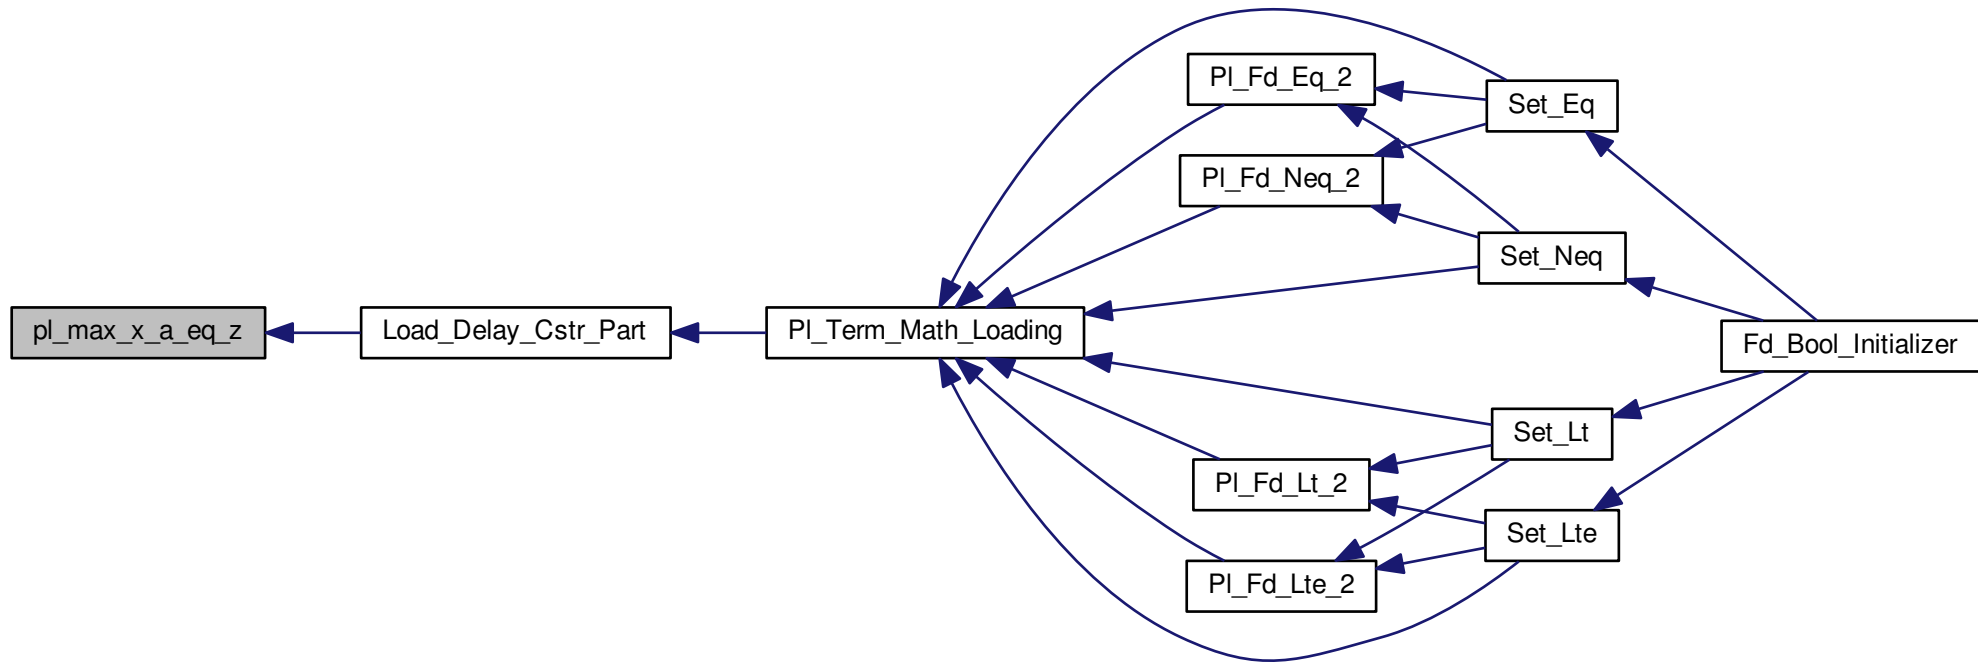 pl_max_x_a_eq_z
Load_Delay_Cstr_Part
Pl_Term_Math_Loading
Pl_Fd_Eq_2
Pl_Fd_Neq_2
Pl_Fd_Lt_2
Pl_Fd_Lte_2
Set_Eq
Set_Neq
Set_Lt
Set_Lte
Fd_Bool_Initializer